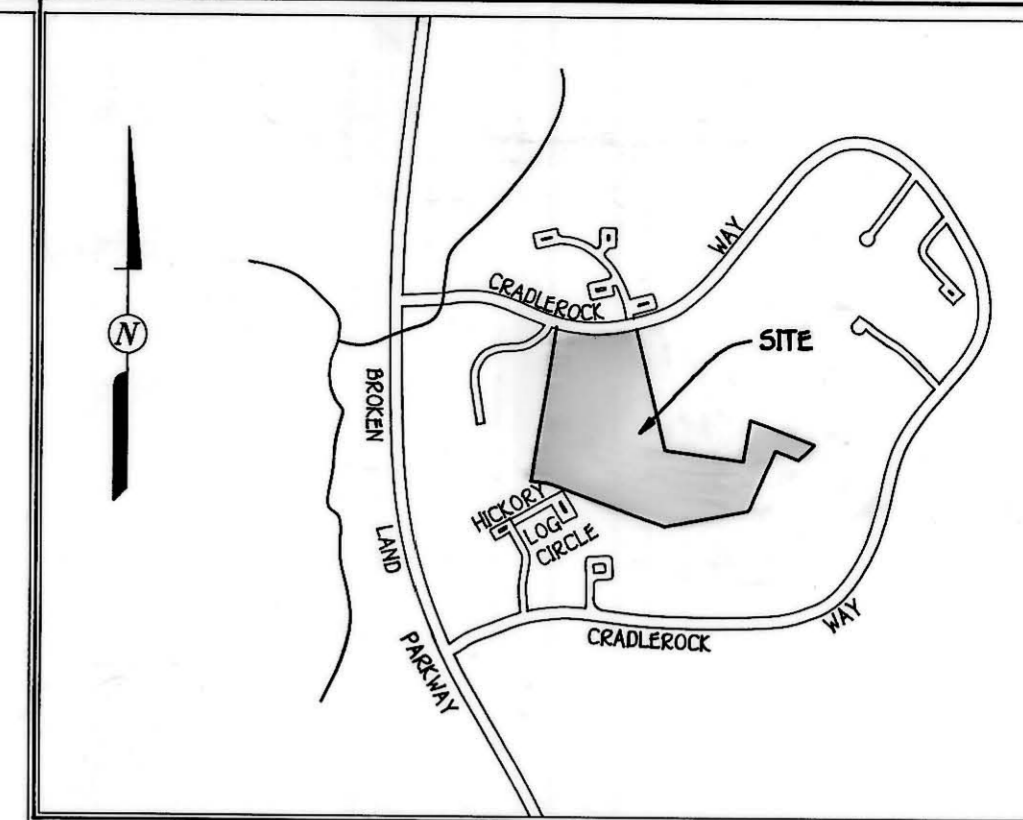 WAY
CRADLEROCK
SITE
N
BROKEN
HICKORY
LOG
CIRCLE
LAND
CRADLEROCK
WAY
PARKWAY